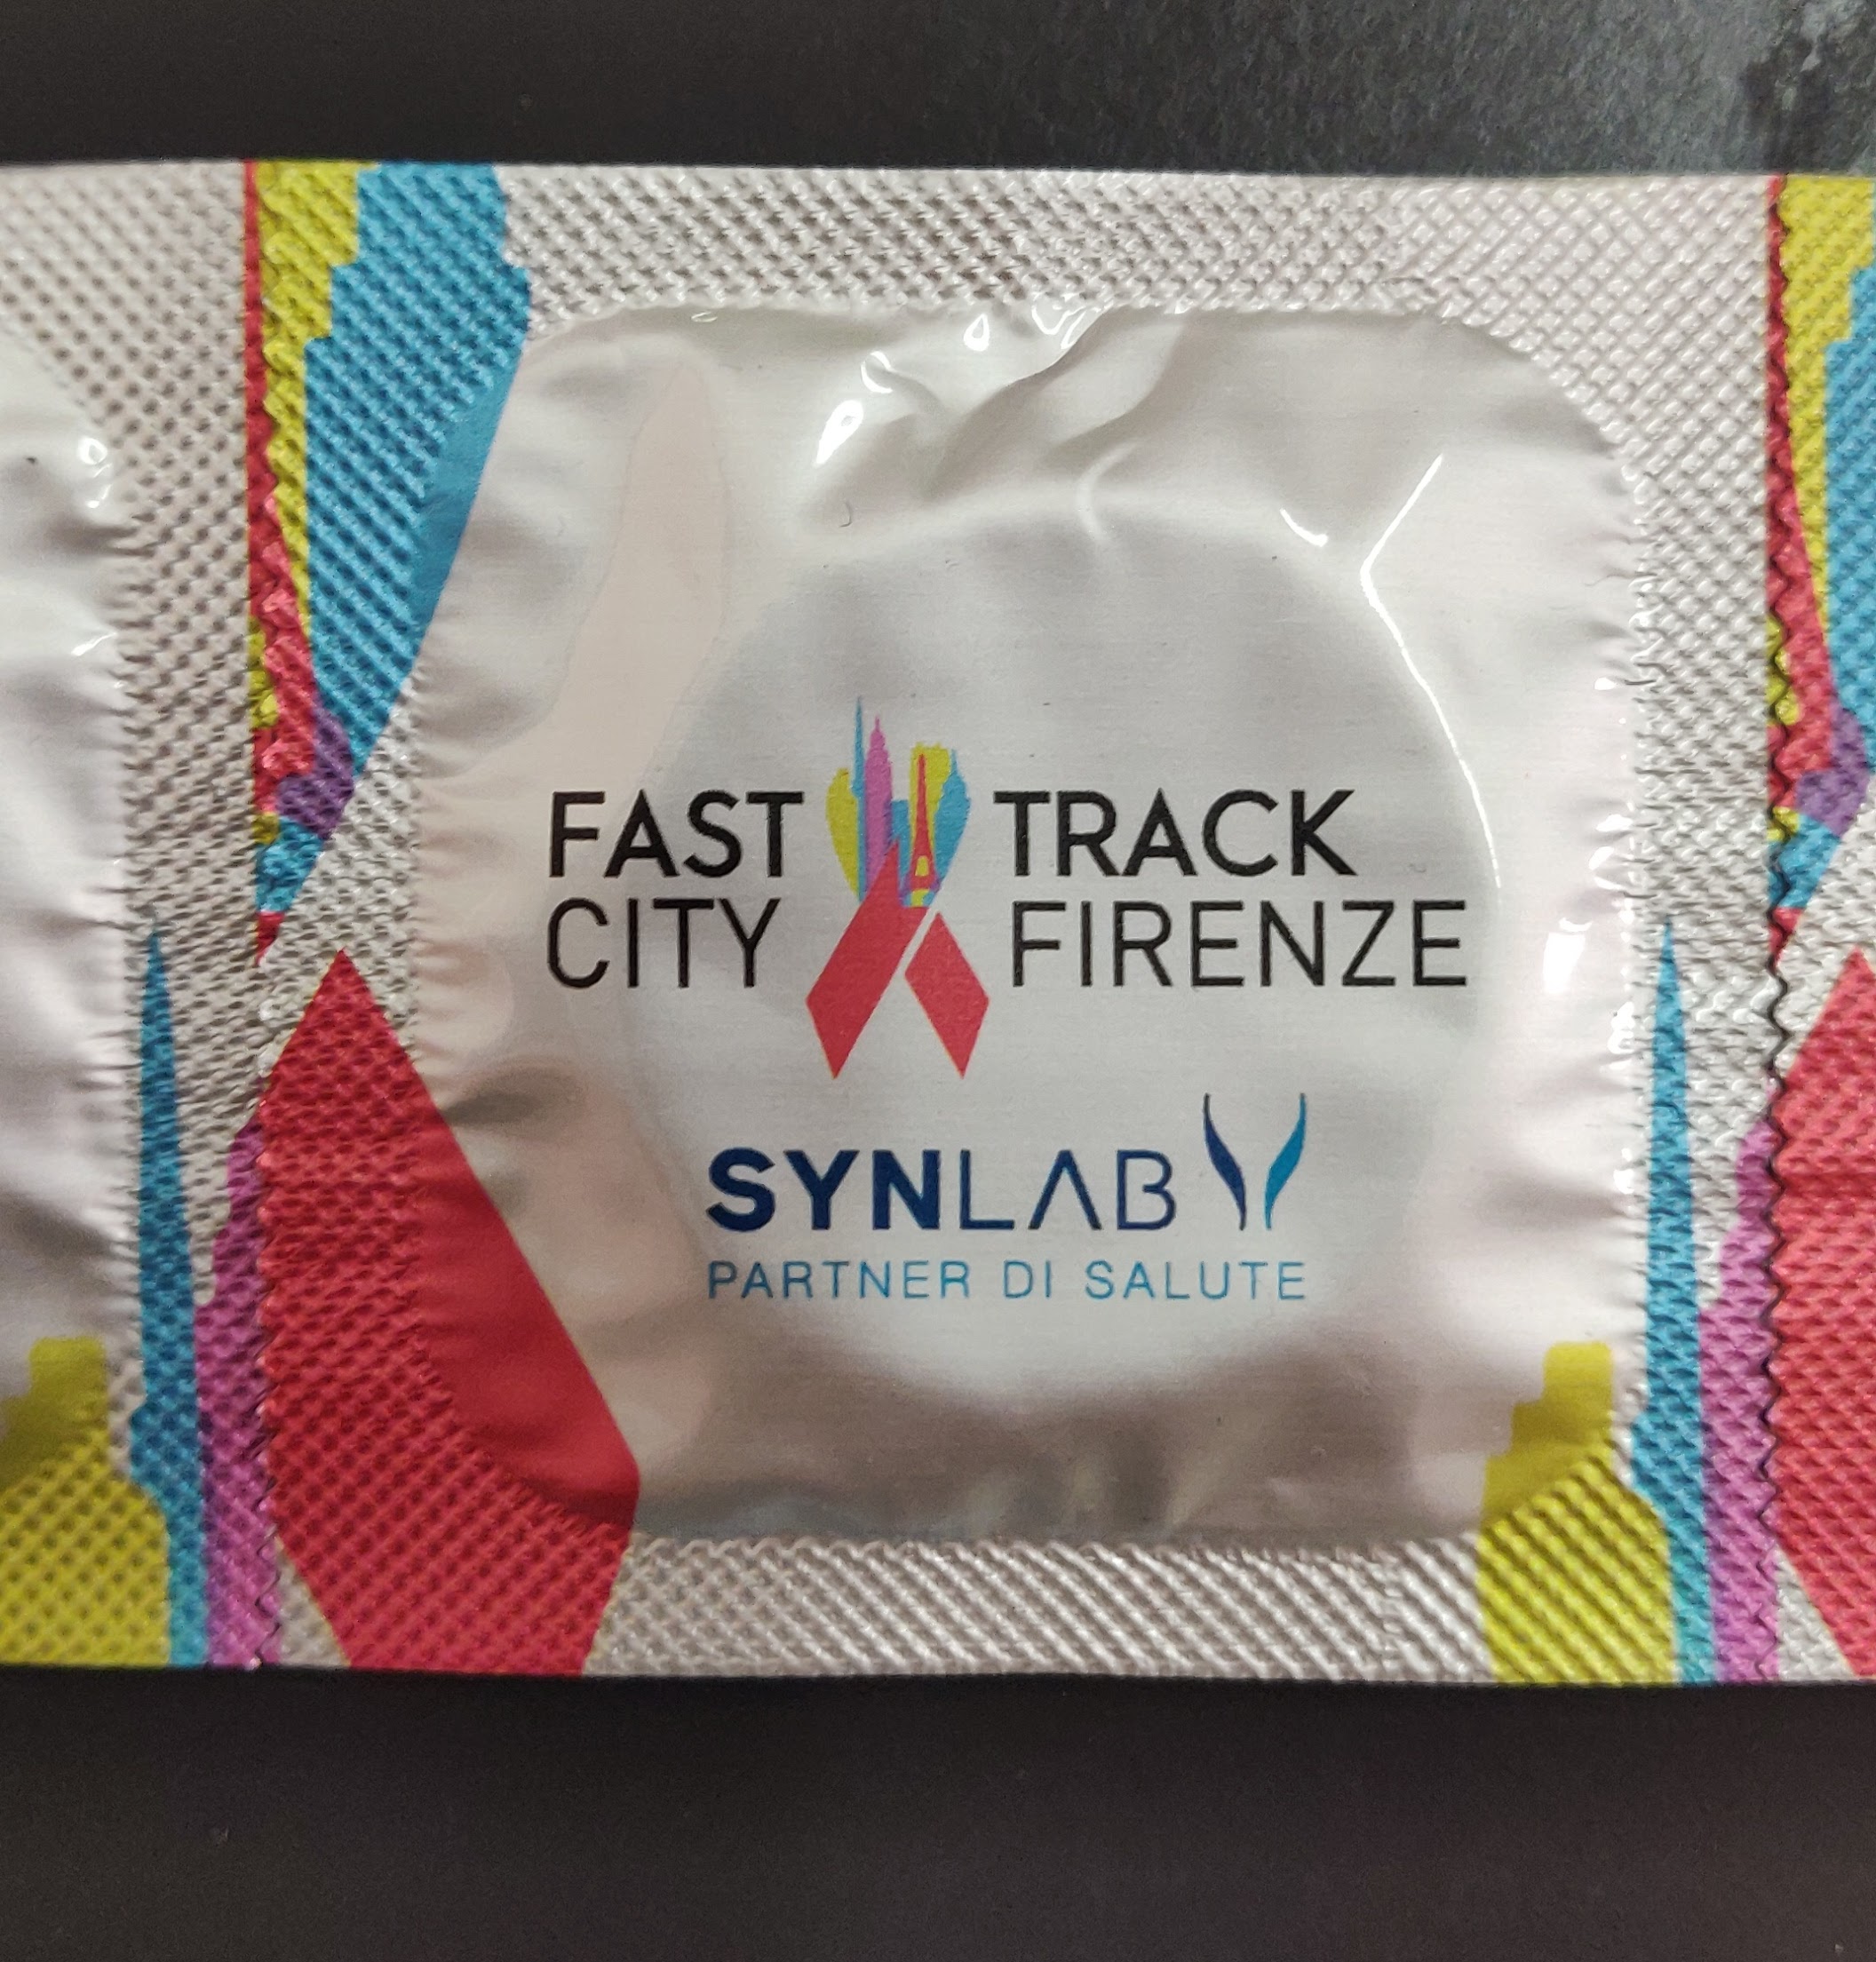 FAST TRACK
CITY FIRENZE
SYNLAB
PARTNER DI SALUTE